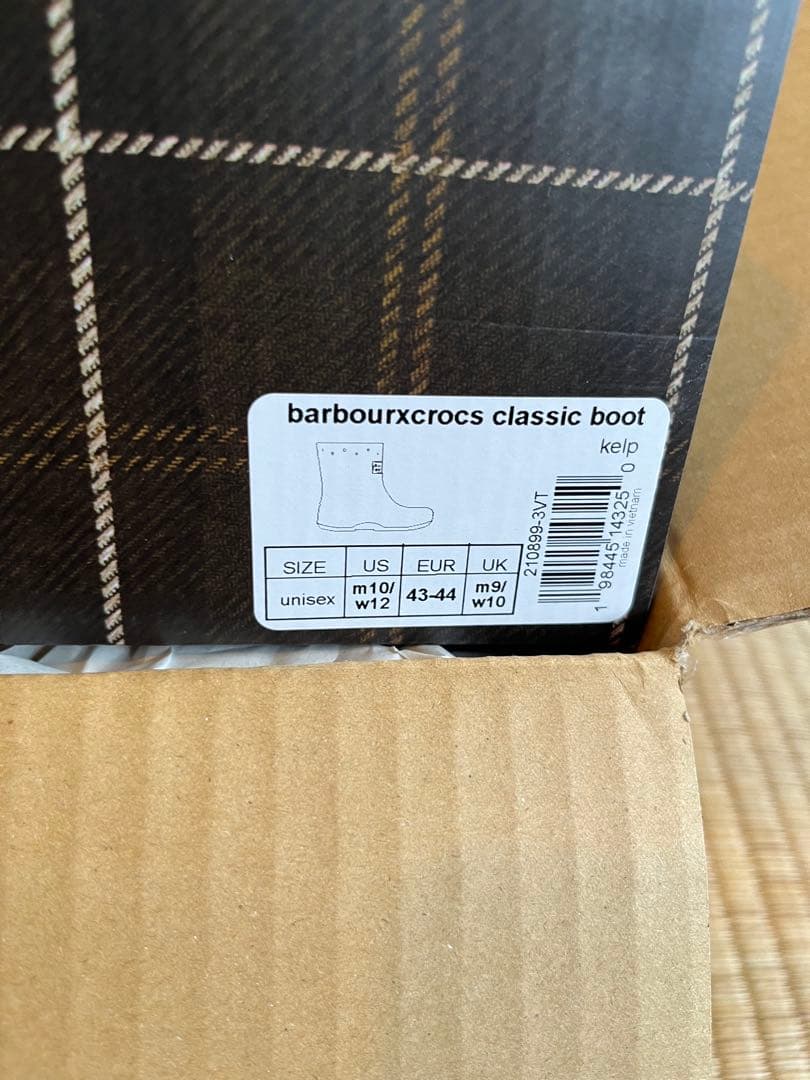 barbourxcrocs classic boot
kelp
210899-3VT
1 98445 14325 0
made in vietnam
SIZE US EUR UK
unisex m10/ w12 43-44 m9/ w10